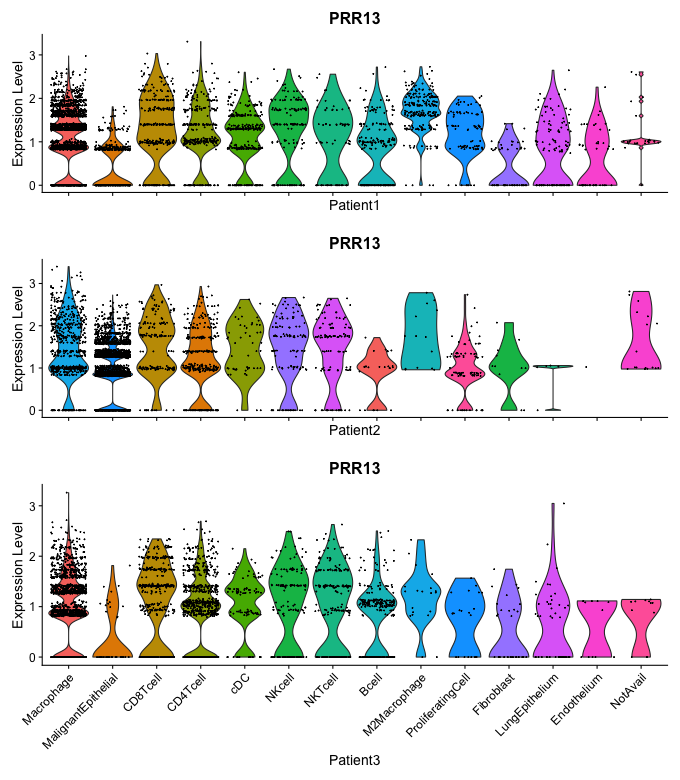 PRR13
Expression Level
3
2
1
0
Patient1
PRR13
Expression Level
3
2
1
0
Patient2
PRR13
Expression Level
3
2
1
0
Macrophage
MalignantEpithelial
CD8Tcell
CD4Tcell
cDC
NKcell
NKTcell
Bcell
M2Macrophage
ProliferatingCell
Fibroblast
LungEpithelium
Endothelium
NotAvail
Patient3